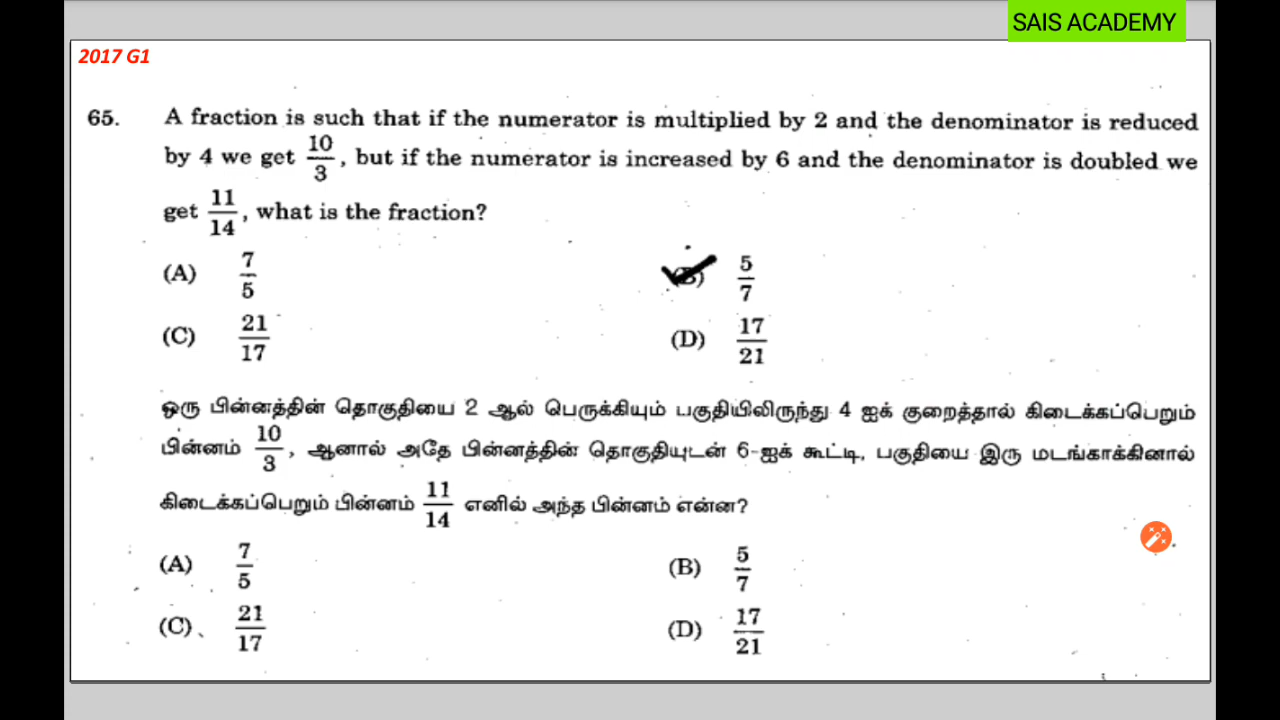 SAIS ACADEMY
2017 G1
65. A fraction is such that if the numerator is multiplied by 2 and the denominator is reduced
by 4 we get 10/3, but if the numerator is increased by 6 and the denominator is doubled we
get 11/14, what is the fraction?
(A) 7/5 (B) 5/7
(C) 21/17 (D) 17/21
ஒரு பின்னத்தின் தொகுதியை 2 ஆல் பெருக்கியும் பகுதியிலிருந்து 4 ஐக் குறைத்தால் கிடைக்கப்பெறும்
பின்னம் 10/3, ஆனால் அதே பின்னத்தின் தொகுதியுடன் 6-ஐக் கூட்டி, பகுதியை இரு மடங்காக்கினால்
கிடைக்கப்பெறும் பின்னம் 11/14 எனில் அந்த பின்னம் என்ன?
(A) 7/5 (B) 5/7
(C) 21/17 (D) 17/21